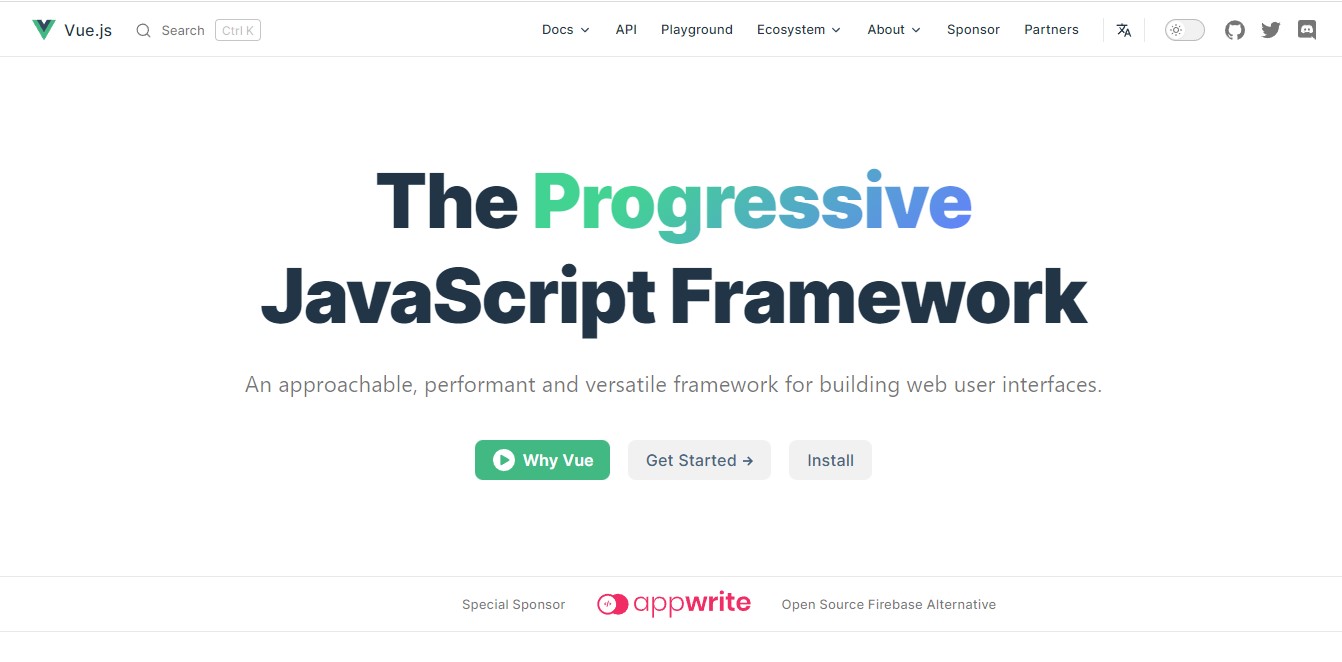 Vue.js Search Ctrl K Docs API Playground Ecosystem About Sponsor Partners
The Progressive
JavaScript Framework
An approachable, performant and versatile framework for building web user interfaces.
Why Vue Get Started → Install
Special Sponsor appwrite Open Source Firebase Alternative